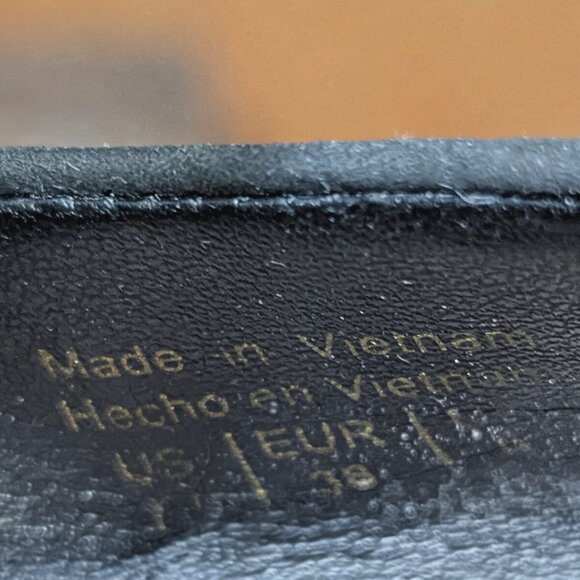 Made in Vietnam
Hecho en Vietnam
US | EUR |
38